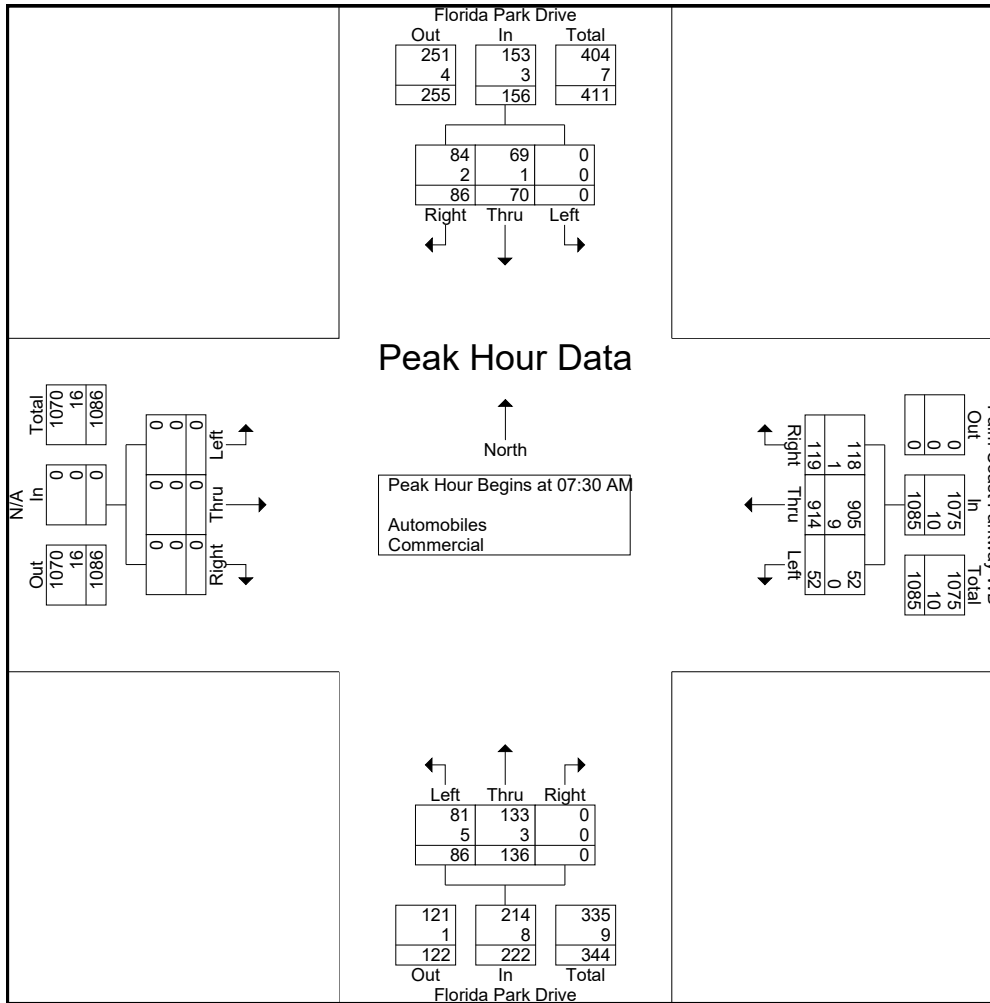 Florida Park Drive
Out In Total
251 153 404
4 3 7
255 156 411
84 69 0
2 1 0
86 70 0
Right Thru Left
Peak Hour Data
North
Peak Hour Begins at 07:30 AM
Automobiles
Commercial
N/A
Total In Out
1070 0 1070
16 0 16
1086 0 1086
0 0 0
0 0 0
0 0 0
Left Thru Right
Out In Total
0 1075 1075
0 10 10
0 1085 1085
118 905 52
1 9 0
119 914 52
Right Thru Left
Left Thru Right
81 133 0
5 3 0
86 136 0
121 214 335
1 8 9
122 222 344
Out In Total
Florida Park Drive